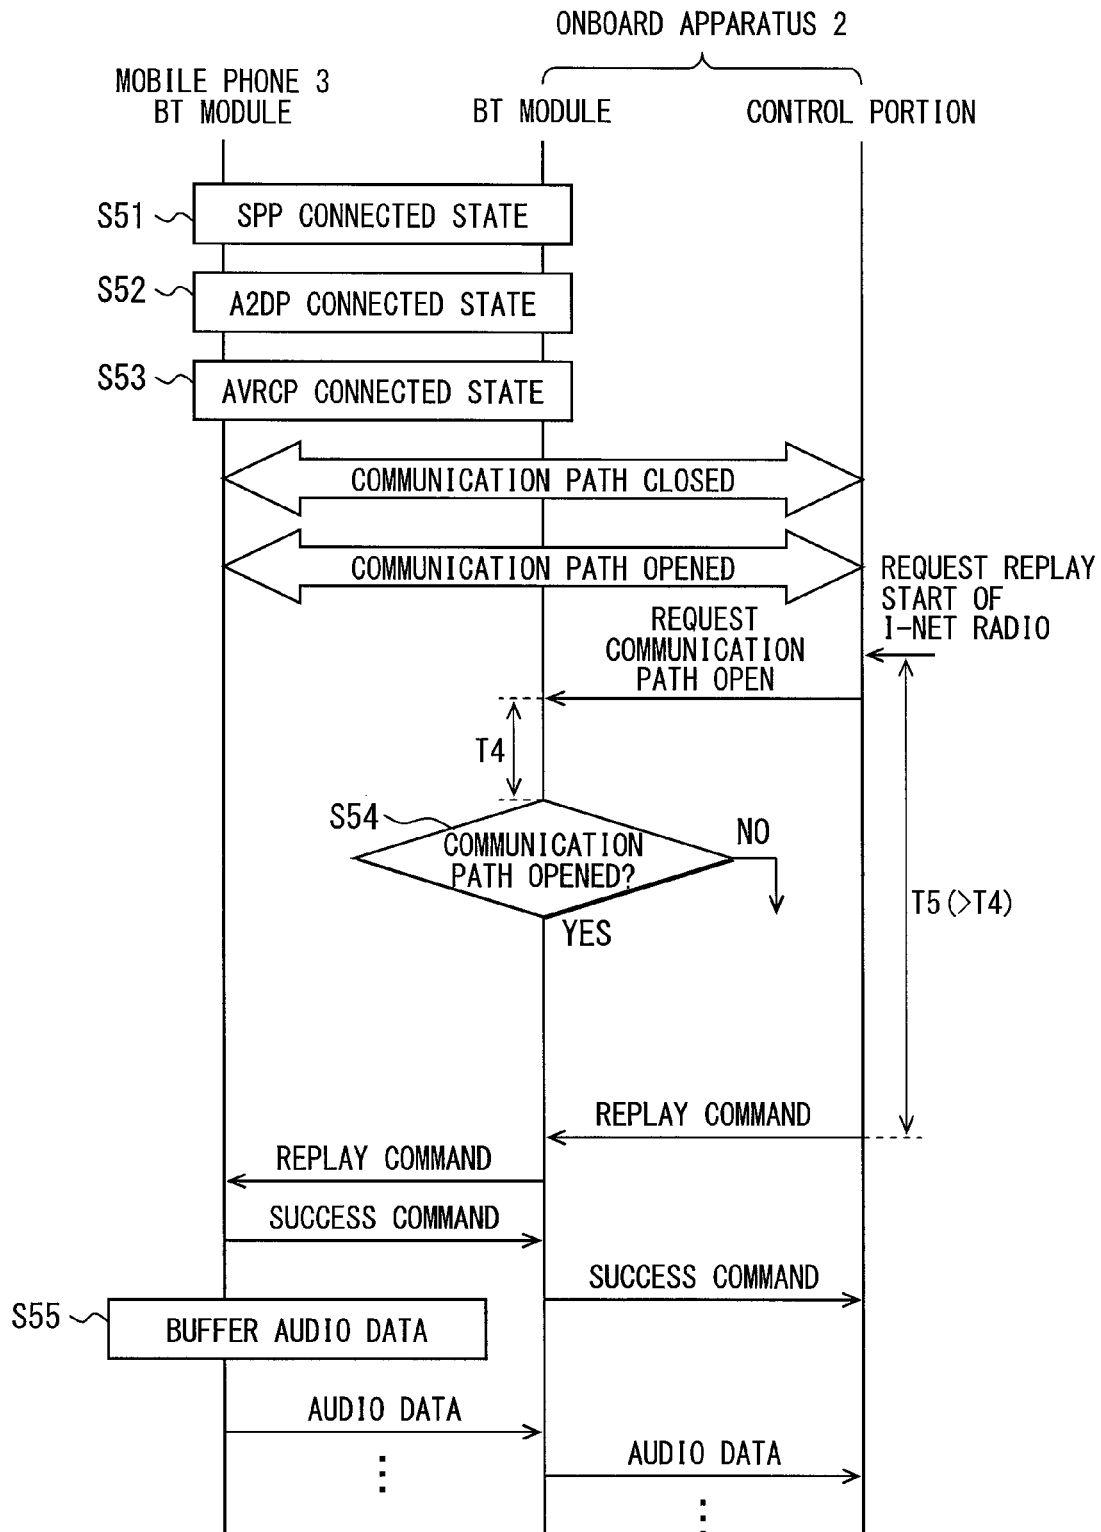 ONBOARD APPARATUS 2
MOBILE PHONE 3
BT MODULE
BT MODULE
CONTROL PORTION
S51
SPP CONNECTED STATE
S52
A2DP CONNECTED STATE
S53
AVRCP CONNECTED STATE
COMMUNICATION PATH CLOSED
COMMUNICATION PATH OPENED
REQUEST REPLAY
START OF
I-NET RADIO
REQUEST
COMMUNICATION
PATH OPEN
T4
S54
COMMUNICATION
PATH OPENED?
NO
YES
T5(>T4)
REPLAY COMMAND
REPLAY COMMAND
SUCCESS COMMAND
SUCCESS COMMAND
S55
BUFFER AUDIO DATA
AUDIO DATA
AUDIO DATA